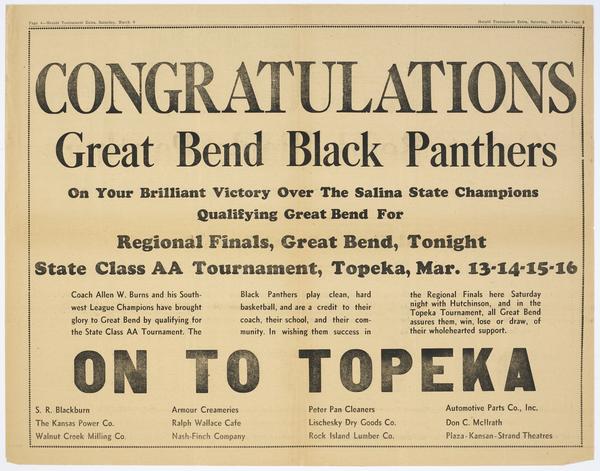 Page 4—Herald Tournament Extra, Saturday, March 9
Herald Tournament Extra, Saturday, March 9—Page 5
CONGRATULATIONS
Great Bend Black Panthers
On Your Brilliant Victory Over The Salina State Champions
Qualifying Great Bend For
Regional Finals, Great Bend, Tonight
State Class AA Tournament, Topeka, Mar. 13-14-15-16
Coach Allen W. Burns and his South-
west League Champions have brought
glory to Great Bend by qualifying for
the State Class AA Tournament. The
Black Panthers play clean, hard
basketball, and are a credit to their
coach, their school, and their com-
munity. In wishing them success in
the Regional Finals here Saturday
night with Hutchinson, and in the
Topeka Tournament, all Great Bend
assures them, win, lose or draw, of
their wholehearted support.
ON TO TOPEKA
S. R. Blackburn
The Kansas Power Co.
Walnut Creek Milling Co.
Armour Creameries
Ralph Wallace Cafe
Nash-Finch Company
Peter Pan Cleaners
Lischesky Dry Goods Co.
Rock Island Lumber Co.
Automotive Parts Co., Inc.
Don C. McIlrath
Plaza-Kansan-Strand Theatres